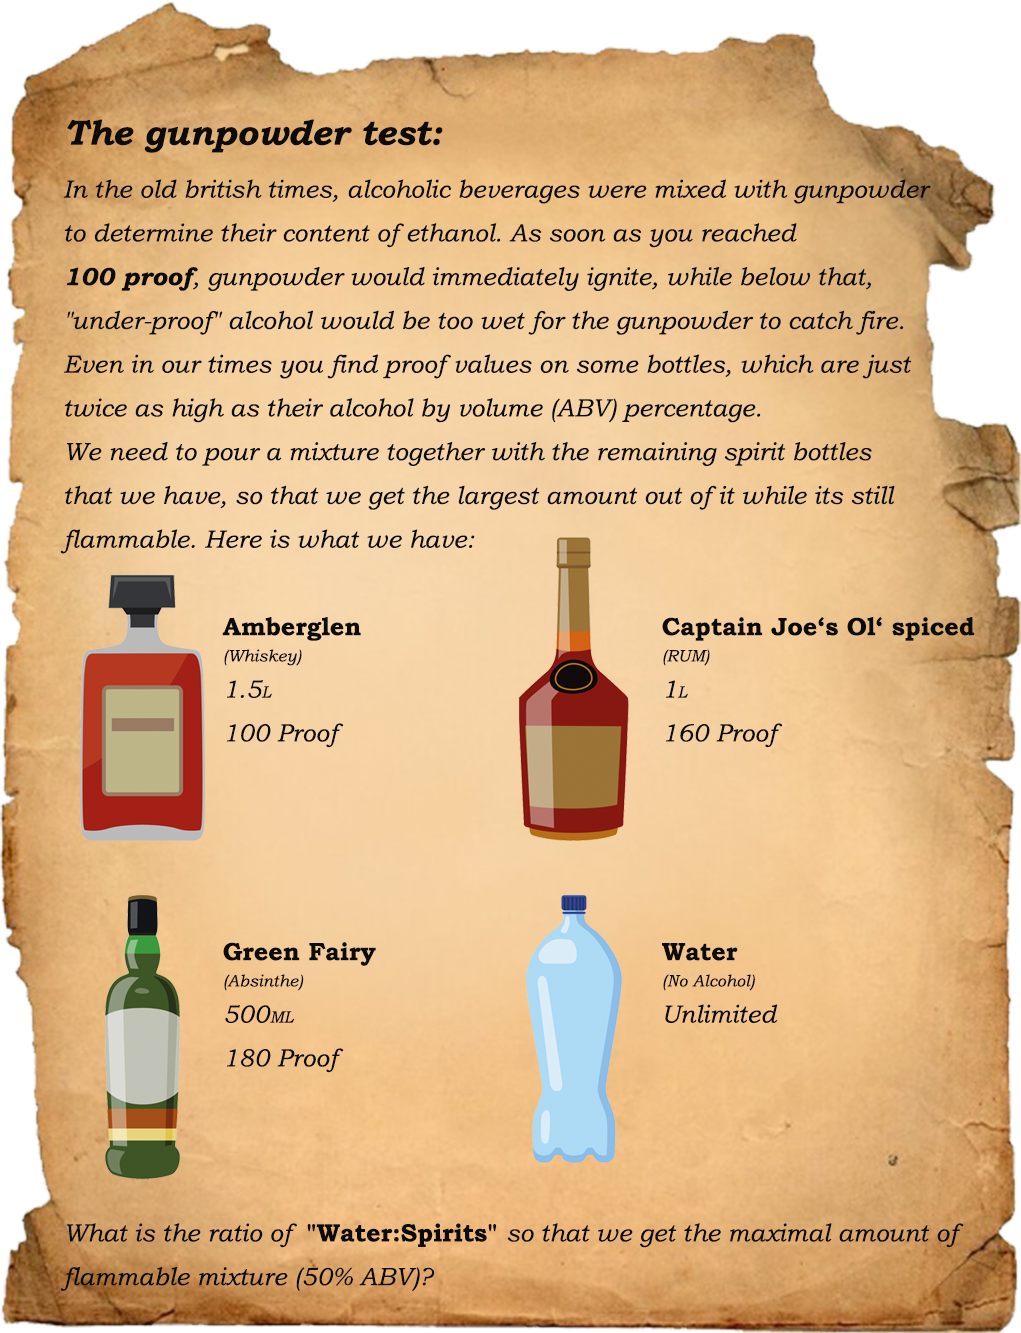 The gunpowder test:
In the old british times, alcoholic beverages were mixed with gunpowder
to determine their content of ethanol. As soon as you reached
100 proof, gunpowder would immediately ignite, while below that,
"under-proof" alcohol would be too wet for the gunpowder to catch fire.
Even in our times you find proof values on some bottles, which are just
twice as high as their alcohol by volume (ABV) percentage.
We need to pour a mixture together with the remaining spirit bottles
that we have, so that we get the largest amount out of it while its still
flammable. Here is what we have:
Amberglen
(Whiskey)
1.5L
100 Proof
Captain Joe‘s Ol‘ spiced
(RUM)
1L
160 Proof
Green Fairy
(Absinthe)
500ML
180 Proof
Water
(No Alcohol)
Unlimited
What is the ratio of "Water:Spirits" so that we get the maximal amount of
flammable mixture (50% ABV)?